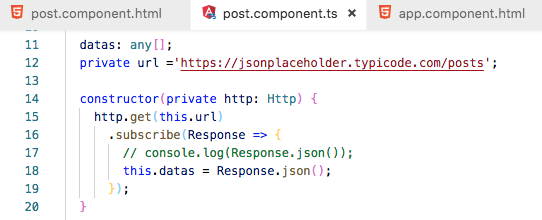 post.component.html
post.component.ts
app.component.html
11 datas: any[];
12 private url ='https://jsonplaceholder.typicode.com/posts';
13
14 constructor(private http: Http) {
15 http.get(this.url)
16 .subscribe(Response => {
17 // console.log(Response.json());
18 this.datas = Response.json();
19 });
20 }